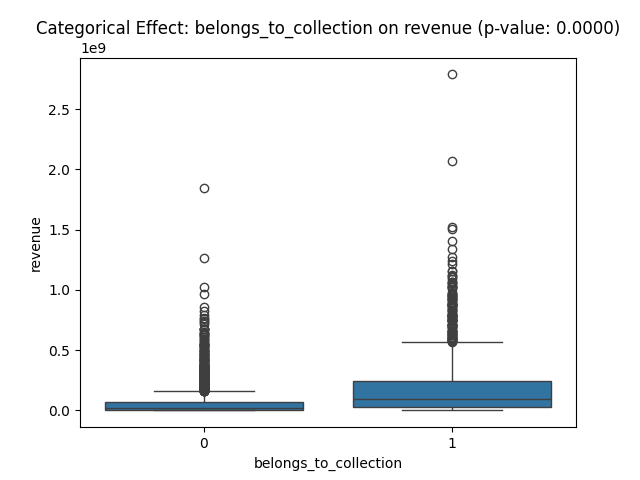 Categorical Effect: belongs_to_collection on revenue (p-value: 0.0000)
1e9
2.5
2.0
1.5
1.0
0.5
0.0
revenue
0
1
belongs_to_collection